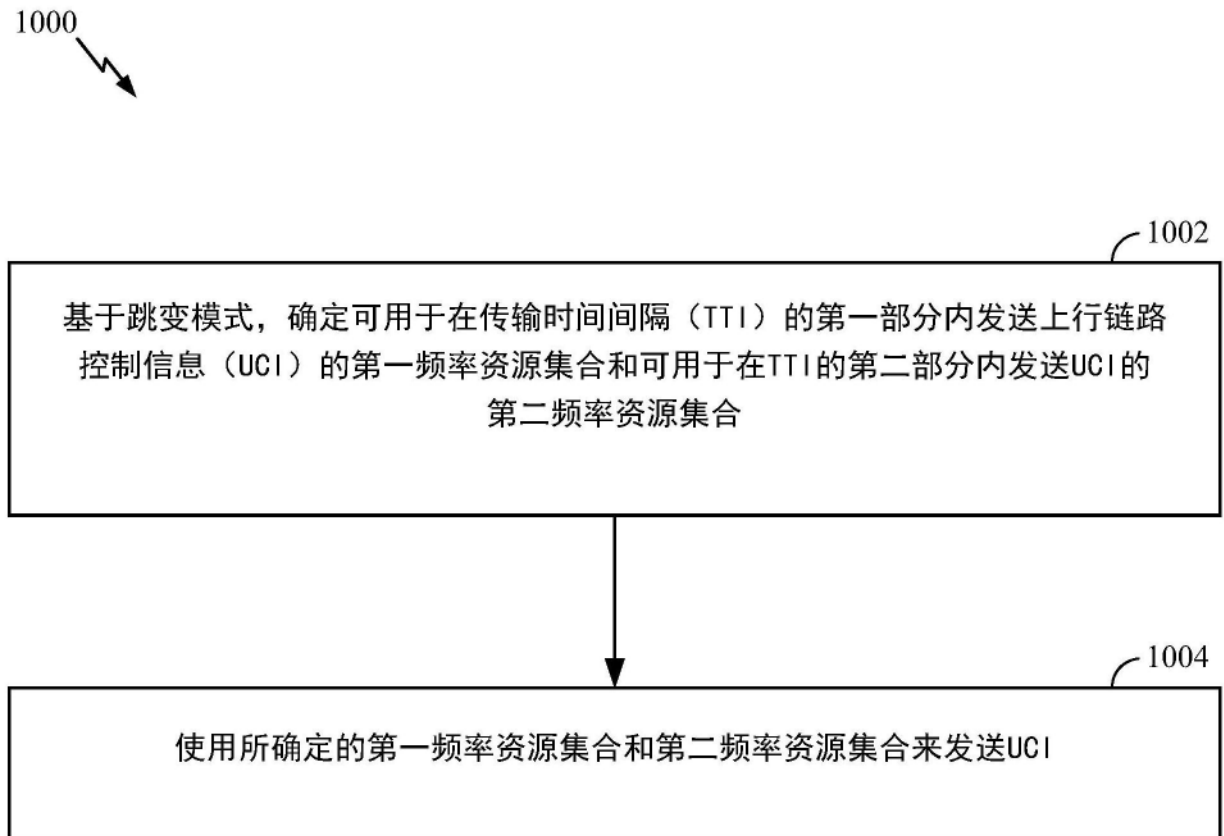 1000
1002
基于跳变模式，确定可用于在传输时间间隔（TTI）的第一部分内发送上行链路
控制信息（UCI）的第一频率资源集合和可用于在TTI的第二部分内发送UCI的
第二频率资源集合
1004
使用所确定的第一频率资源集合和第二频率资源集合来发送UCI